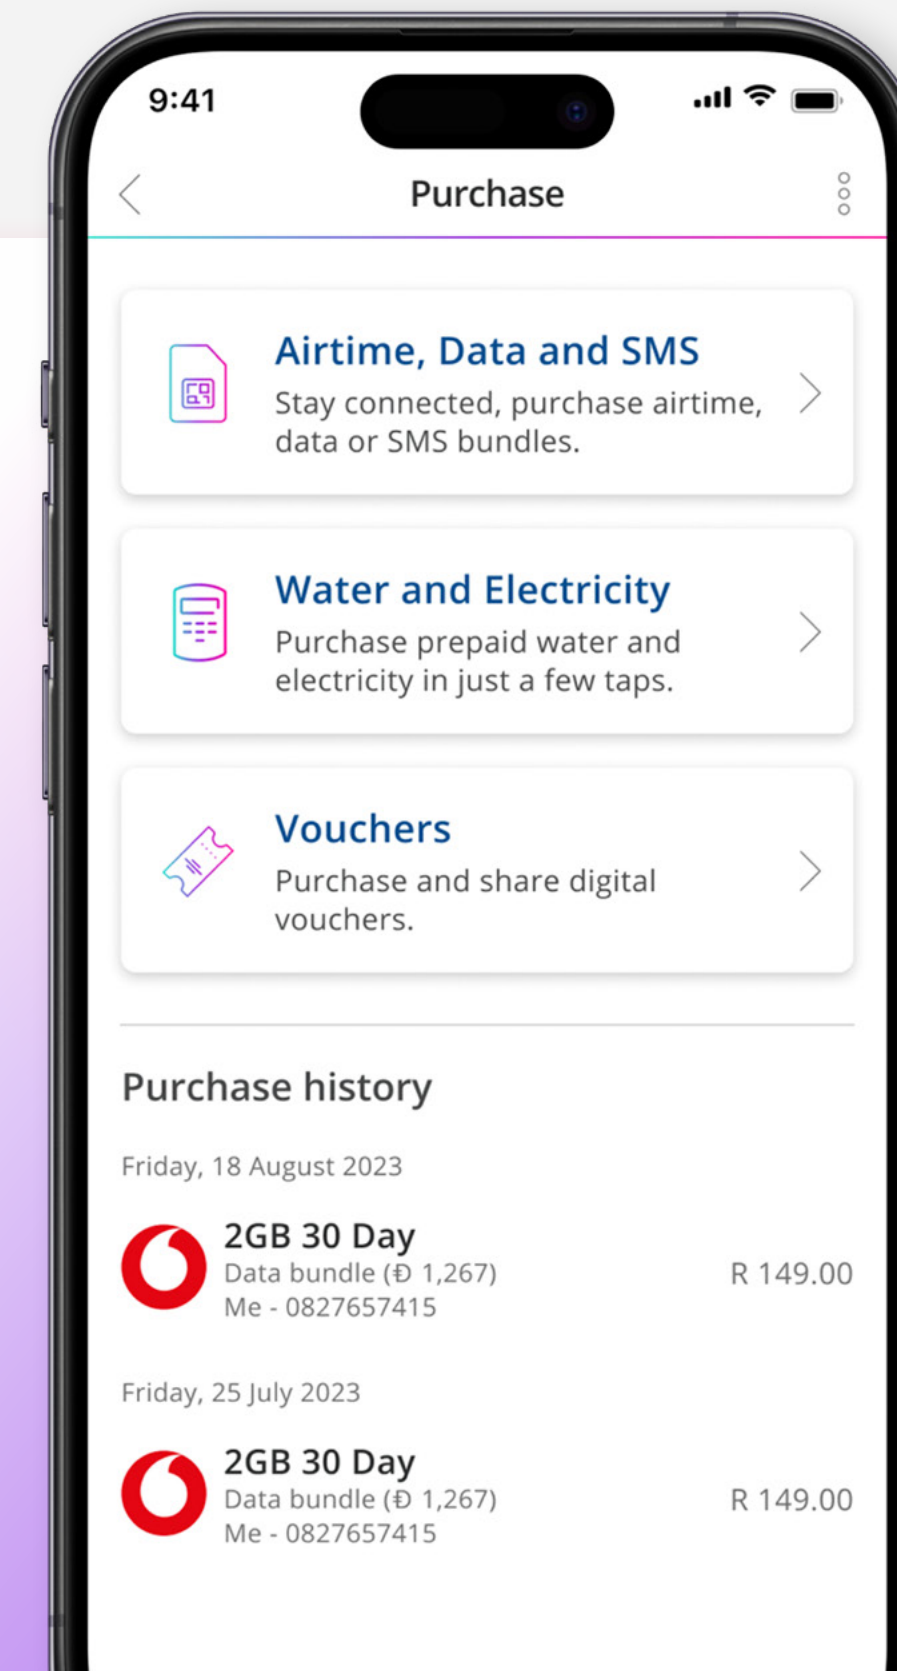 9:41
Purchase
Airtime, Data and SMS
Stay connected, purchase airtime,
data or SMS bundles.
Water and Electricity
Purchase prepaid water and
electricity in just a few taps.
Vouchers
Purchase and share digital
vouchers.
Purchase history
Friday, 18 August 2023
2GB 30 Day
Data bundle (Đ 1,267)
R 149.00
Me - 0827657415
Friday, 25 July 2023
2GB 30 Day
Data bundle (Đ 1,267)
R 149.00
Me - 0827657415